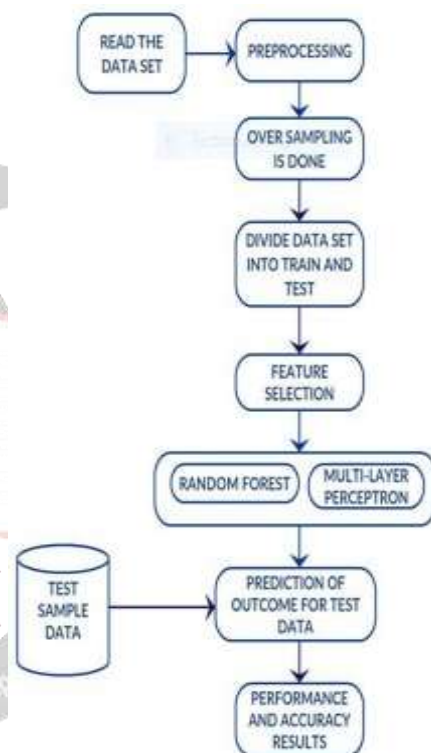 READ THE
DATA SET
PREPROCESSING
OVER SAMPLING
IS DONE
DIVIDE DATA SET
INTO TRAIN AND
TEST
FEATURE
SELECTION
RANDOM FOREST
MULTI-LAYER
PERCEPTRON
TEST
SAMPLE
DATA
PREDICTION OF
OUTCOME FOR TEST
DATA
PERFORMANCE
AND ACCURACY
RESULTS